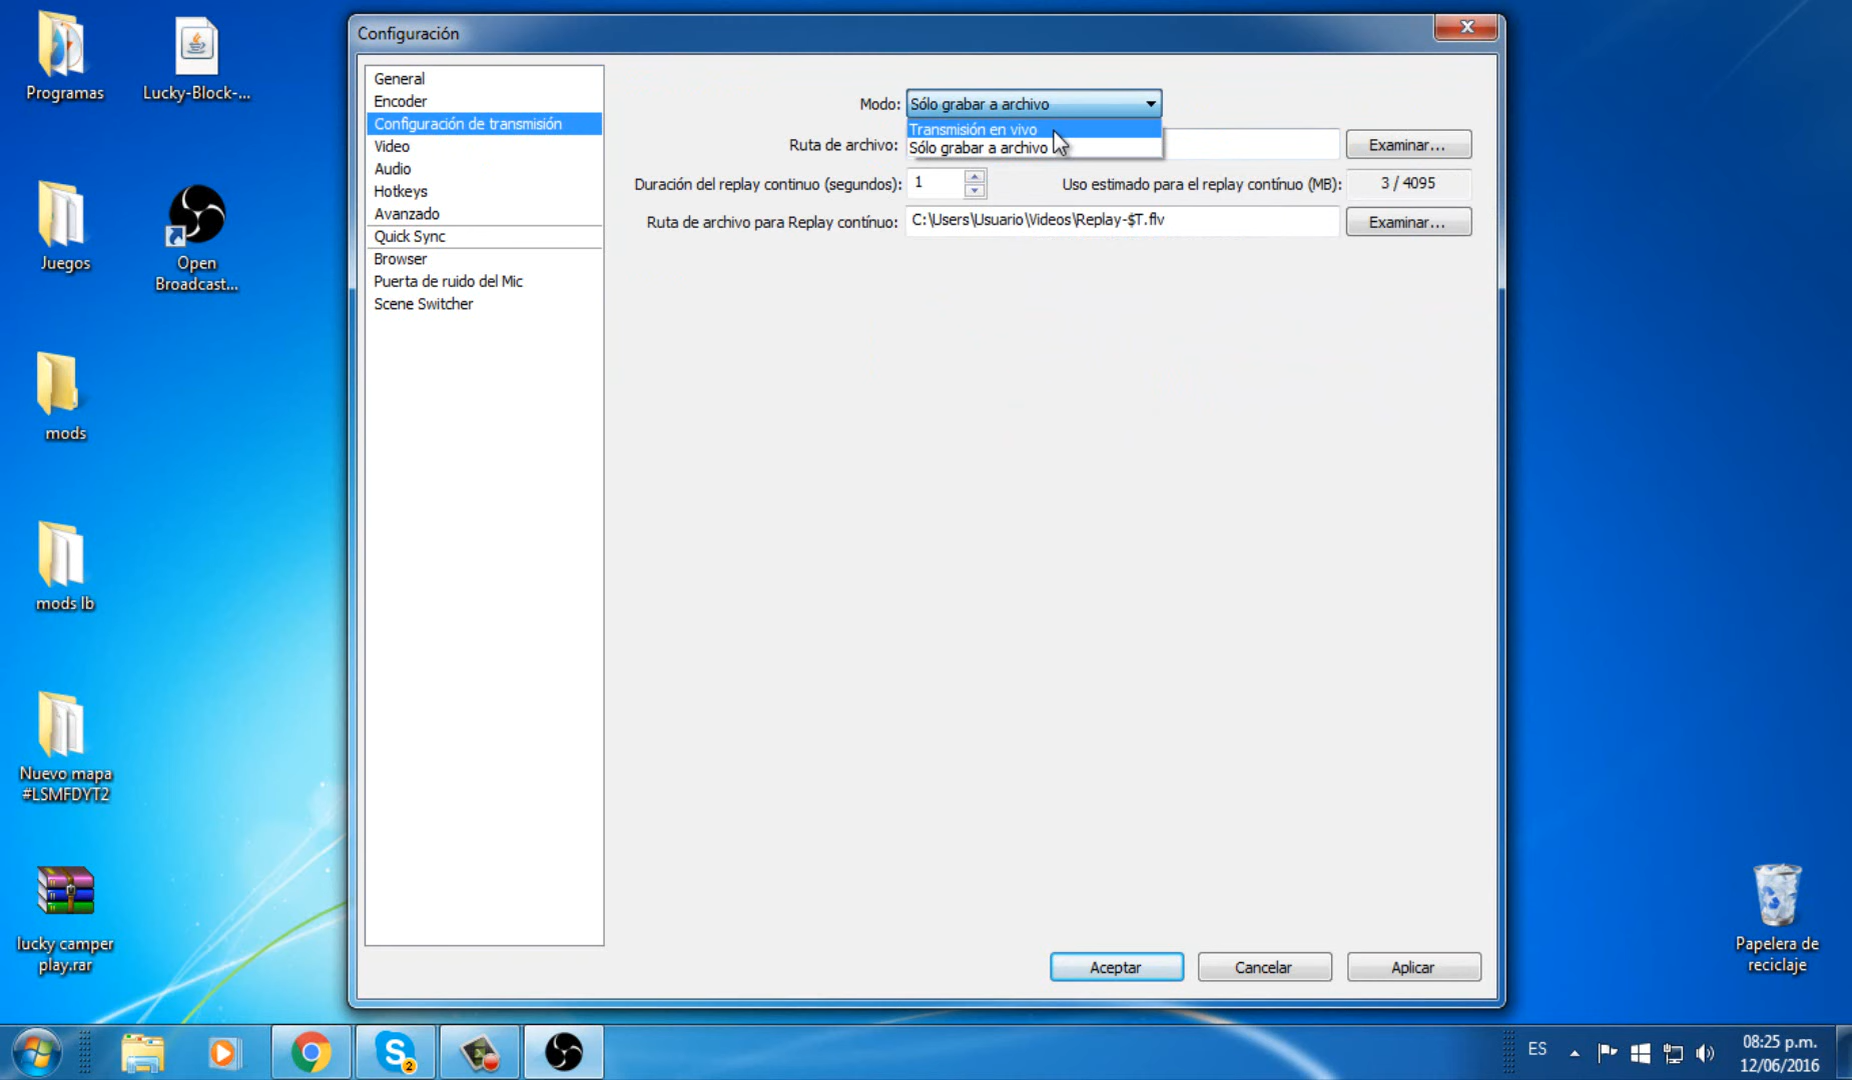 Programas
Lucky-Block-...
Juegos
Open
Broadcast...
mods
mods lb
Nuevo mapa
#LSMFDYT2
lucky camper
play.rar
Configuración
General
Encoder
Configuración de transmisión
Video
Audio
Hotkeys
Avanzado
Quick Sync
Browser
Puerta de ruido del Mic
Scene Switcher
Modo: Sólo grabar a archivo
Transmisión en vivo
Sólo grabar a archivo
Ruta de archivo: Examinar...
Duración del replay continuo (segundos): 1 Uso estimado para el replay contínuo (MB): 3 / 4095
Ruta de archivo para Replay contínuo: C:\Users\Usuario\Videos\Replay-$T.flv Examinar...
Aceptar Cancelar Aplicar
Papelera de
reciclaje
S 2
ES
08:25 p.m.
12/06/2016